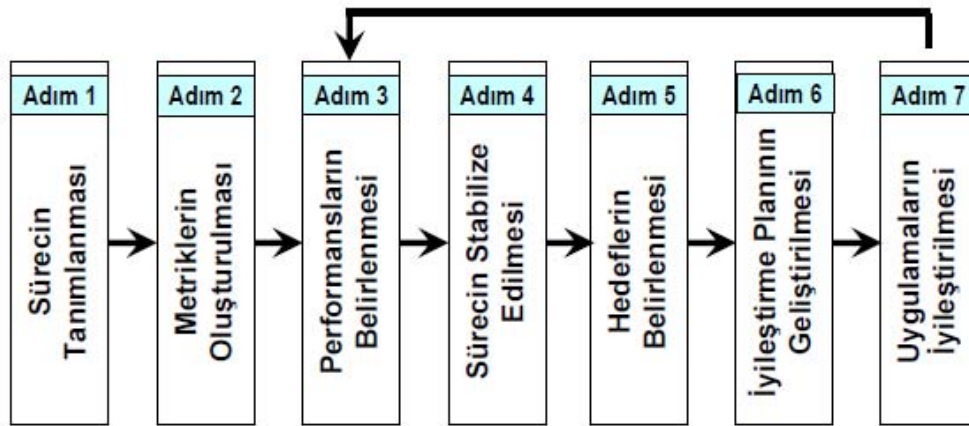 Adım 1
Sürecin
Tanımlanması
Adım 2
Metriklerin
Oluşturulması
Adım 3
Performansların
Belirlenmesi
Adım 4
Sürecin Stabilize
Edilmesi
Adım 5
Hedeflerin
Belirlenmesi
Adım 6
İyileştirme Planının
Geliştirilmesi
Adım 7
Uygulamaların
İyileştirilmesi